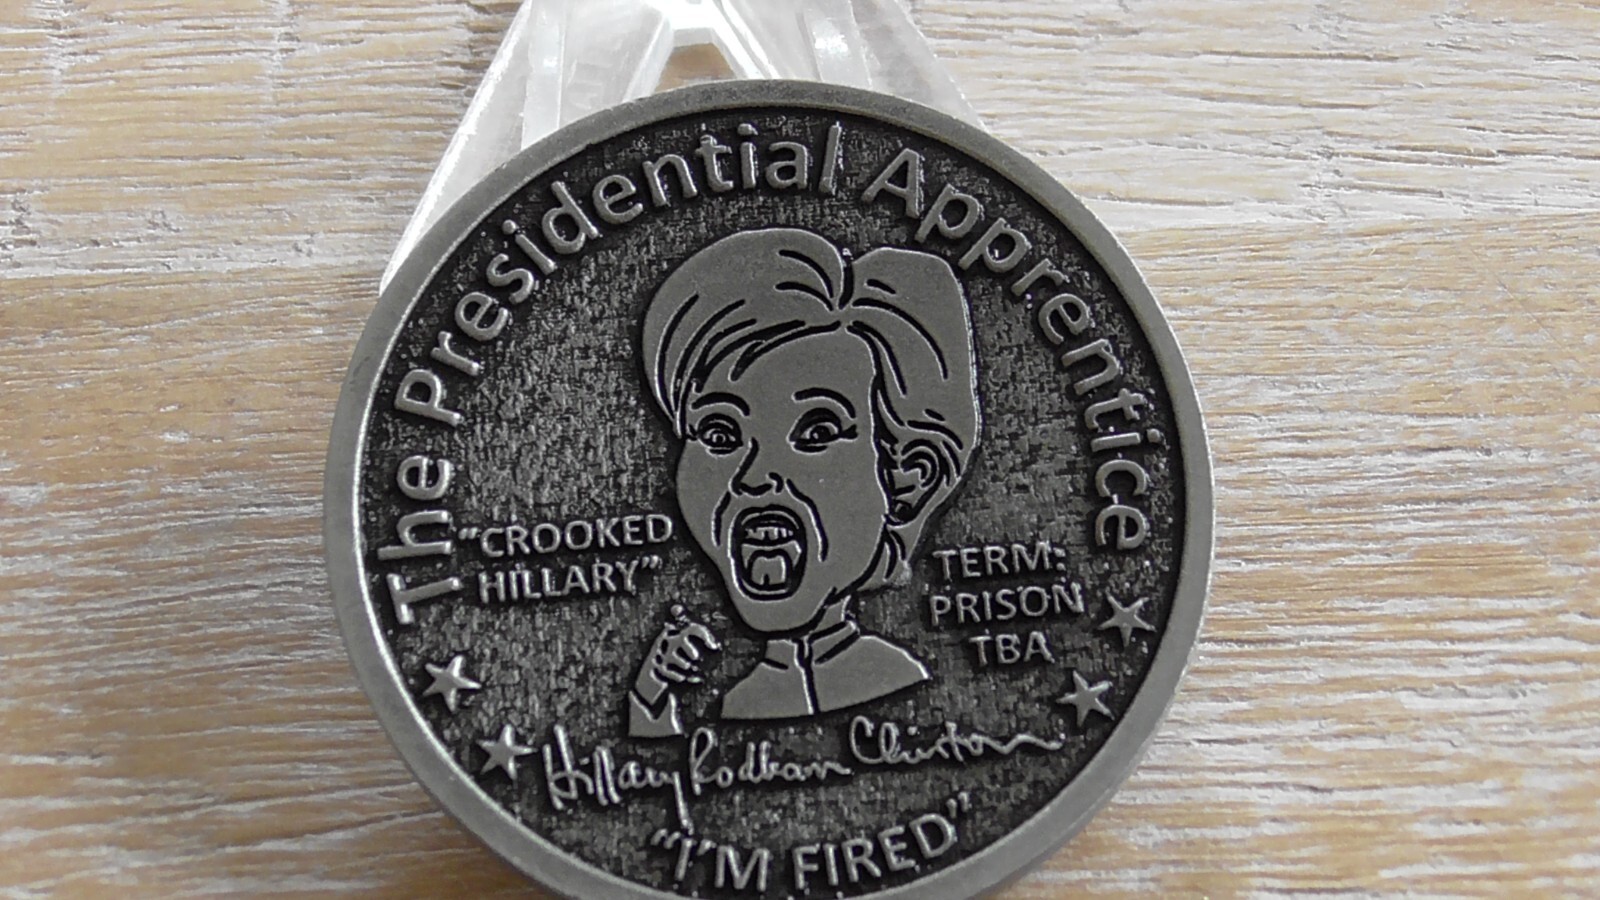 The Presidential Apprentice
"CROOKED
HILLARY"
TERM:
PRISON
TBA
Hillary Rodham Clinton
"I'M FIRED"